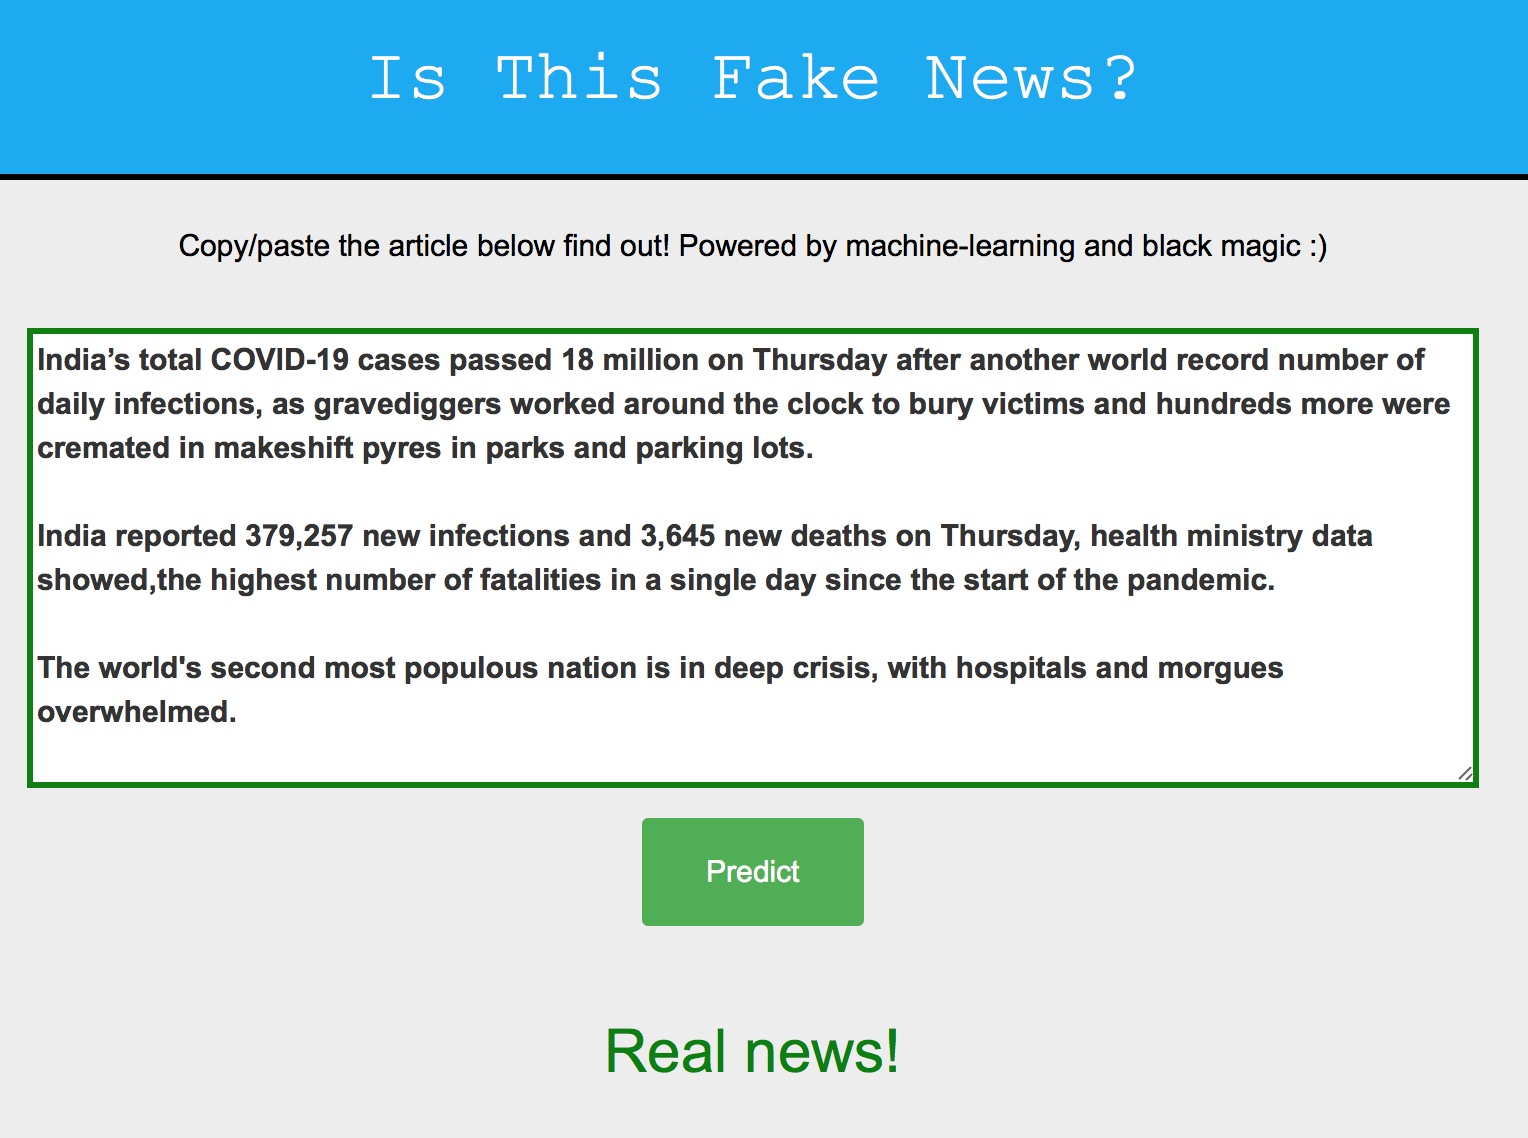 Is This Fake News?
Copy/paste the article below find out! Powered by machine-learning and black magic :)
India’s total COVID-19 cases passed 18 million on Thursday after another world record number of
daily infections, as gravediggers worked around the clock to bury victims and hundreds more were
cremated in makeshift pyres in parks and parking lots.
India reported 379,257 new infections and 3,645 new deaths on Thursday, health ministry data
showed,the highest number of fatalities in a single day since the start of the pandemic.
The world's second most populous nation is in deep crisis, with hospitals and morgues
overwhelmed.
Predict
Real news!